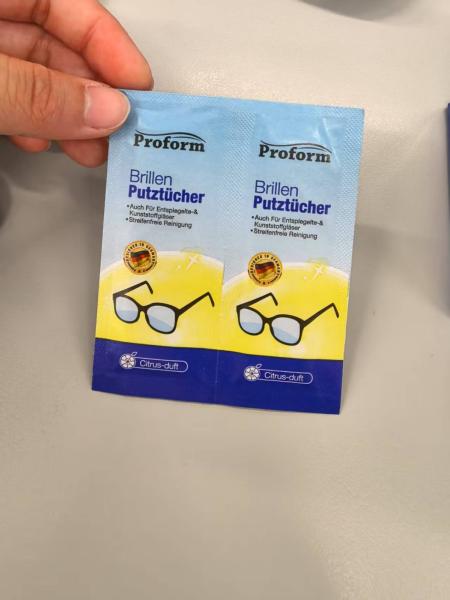 Proform
Brillen
Putztücher
•Auch Für Entspiegelte-&
Kunststoffgläser
•Streifenfreie Reinigung
Citrus-duft
Proform
Brillen
Putztücher
•Auch Für Entspiegelte-&
Kunststoffgläser
•Streifenfreie Reinigung
Citrus-duft